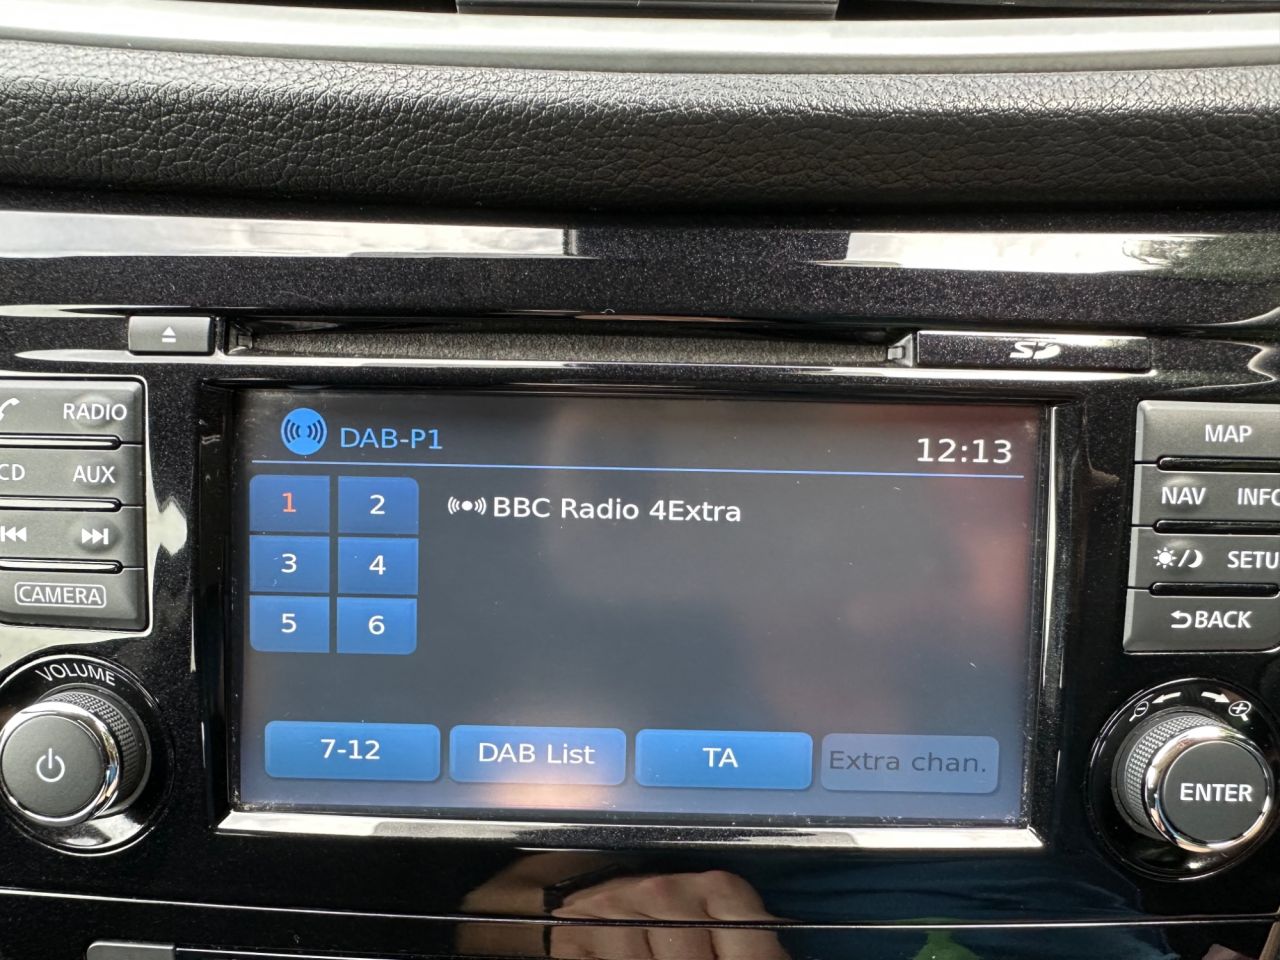 SD
RADIO
CD AUX
CAMERA
VOLUME
DAB-P1
12:13
1 2
3 4
5 6
BBC Radio 4Extra
7-12 DAB List TA Extra chan.
MAP
NAV INFO
SETU
BACK
ENTER